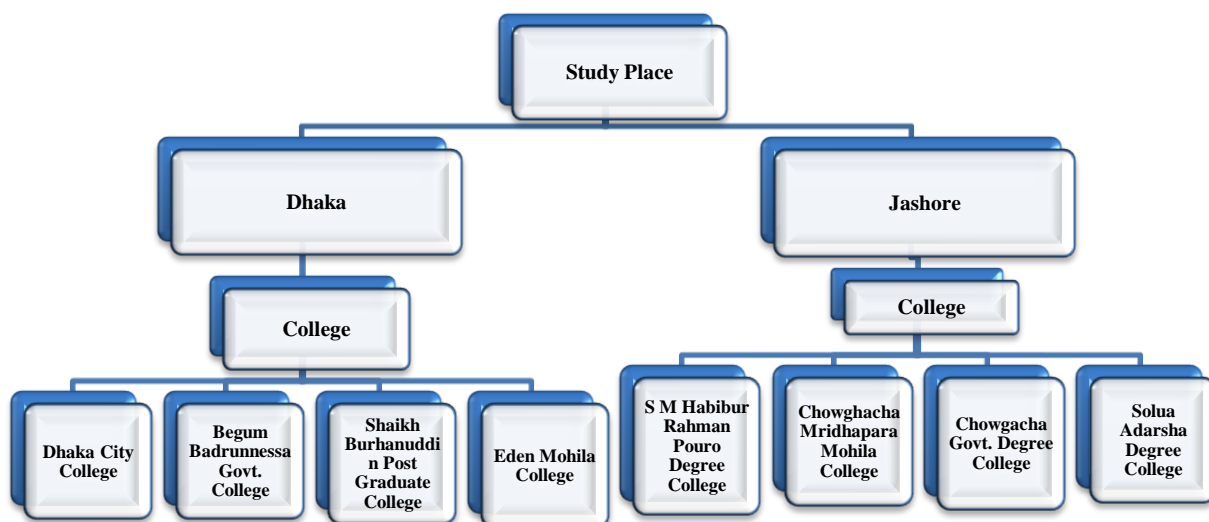 Study Place
Dhaka
Jashore
College
College
Dhaka City
College
Begum
Badrunnessa
Govt.
College
Shaikh
Burhanuddi
n Post
Graduate
College
Eden Mohila
College
S M Habibur
Rahman
Pouro
Degree
College
Chowghacha
Mridhapara
Mohila
College
Chowgacha
Govt. Degree
College
Solua
Adarsha
Degree
College